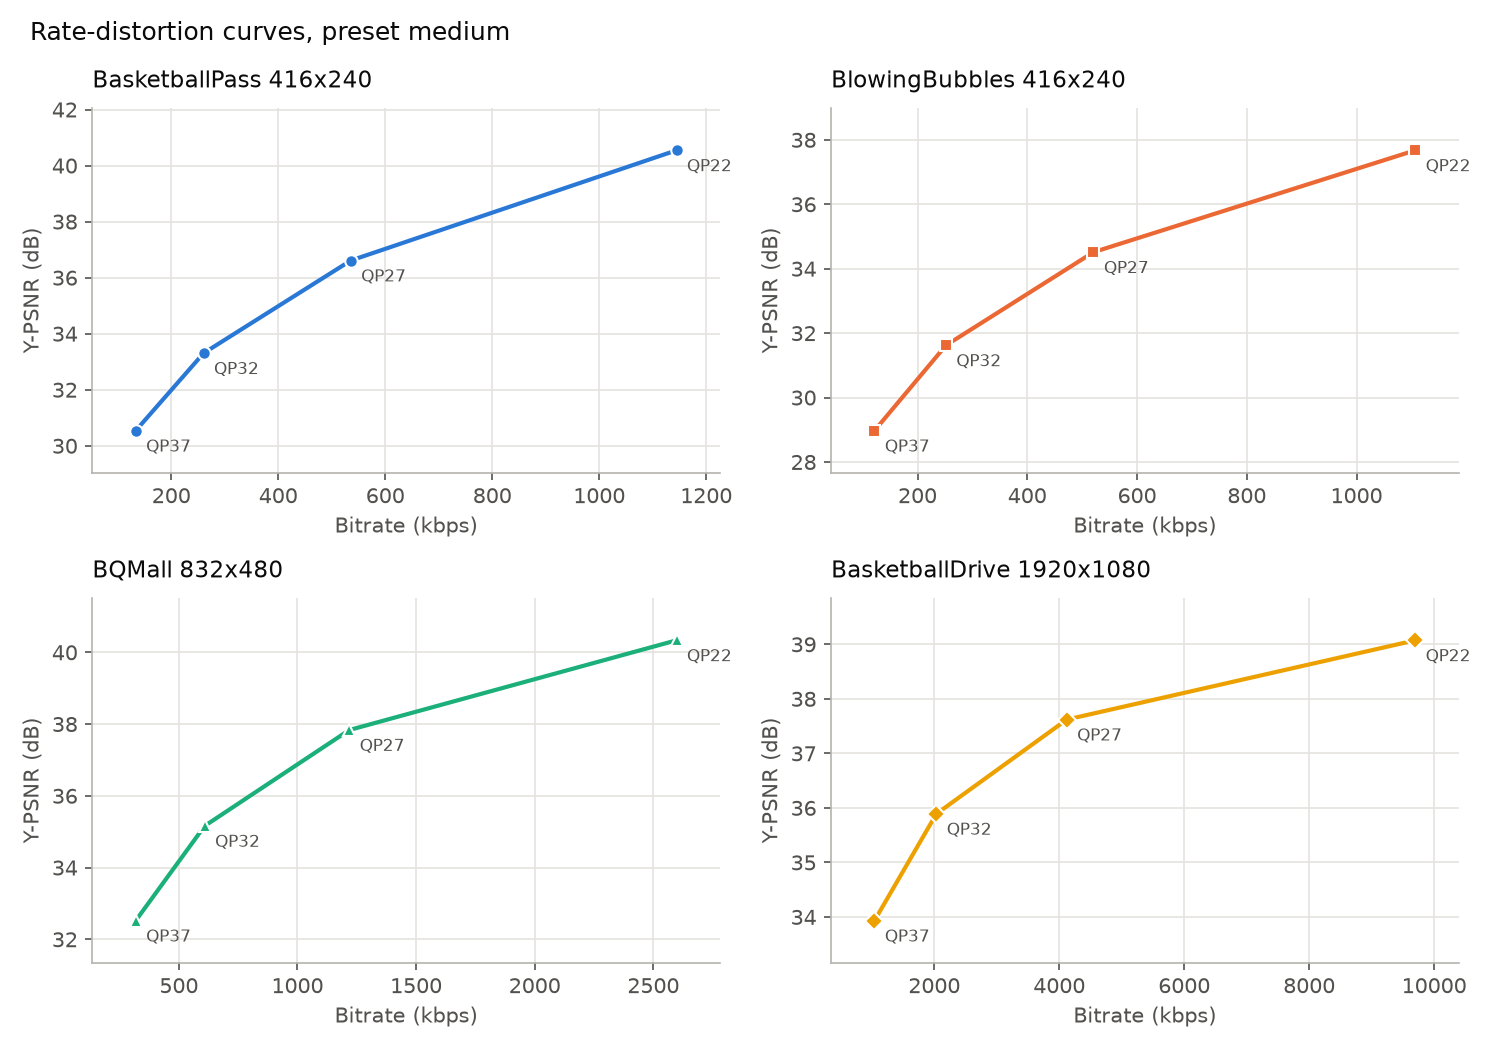 Rate-distortion curves, preset medium
BasketballPass 416x240
42
40
38
36
34
32
30
Y-PSNR (dB)
QP22
QP27
QP32
QP37
200 400 600 800 1000 1200
Bitrate (kbps)
BlowingBubbles 416x240
38
36
34
32
30
28
Y-PSNR (dB)
QP22
QP27
QP32
QP37
200 400 600 800 1000
Bitrate (kbps)
BQMall 832x480
40
38
36
34
32
Y-PSNR (dB)
QP22
QP27
QP32
QP37
500 1000 1500 2000 2500
Bitrate (kbps)
BasketballDrive 1920x1080
39
38
37
36
35
34
Y-PSNR (dB)
QP22
QP27
QP32
QP37
2000 4000 6000 8000 10000
Bitrate (kbps)